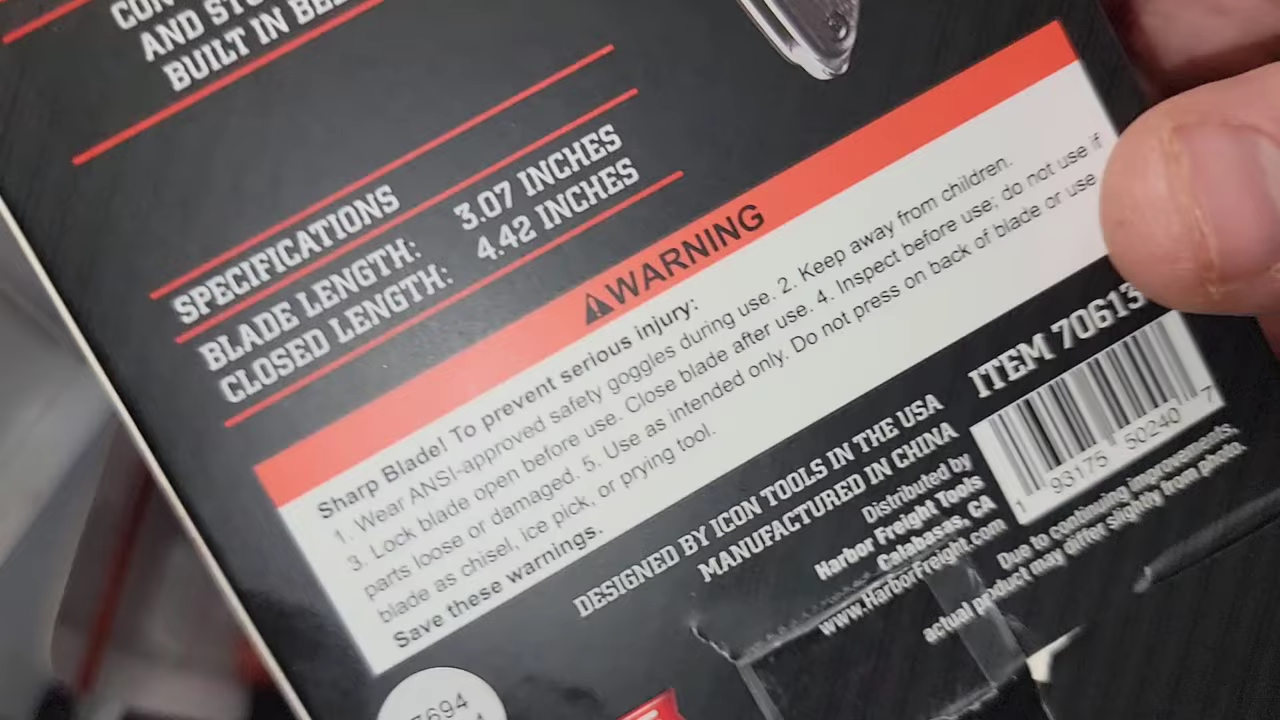 AND
BUILT IN
SPECIFICATIONS
BLADE LENGTH: 3.07 INCHES
CLOSED LENGTH: 4.42 INCHES
⚠WARNING
Sharp Blade! To prevent serious injury:
1. Wear ANSI-approved safety goggles during use. 2. Keep away from children.
3. Lock blade open before use. Close blade after use. 4. Inspect before use; do not use if
parts loose or damaged. 5. Use as intended only. Do not press on back of blade or use
blade as chisel, ice pick, or prying tool.
Save these warnings.
DESIGNED BY ICON TOOLS IN THE USA
MANUFACTURED IN CHINA
Distributed by
Harbor Freight Tools
Calabasas, CA
www.HarborFreight.com
ITEM 70613
1 93175 50240 7
Due to continuing improvements,
actual product may differ slightly from photo.